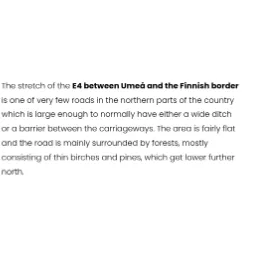 The stretch of the E4 between Umeå and the Finnish border
is one of very few roads in the northern parts of the country
which is large enough to normally have either a wide ditch
or a barrier between the carriageways. The area is fairly flat
and the road is mainly surrounded by forests, mostly
consisting of thin birches and pines, which get lower further
north.